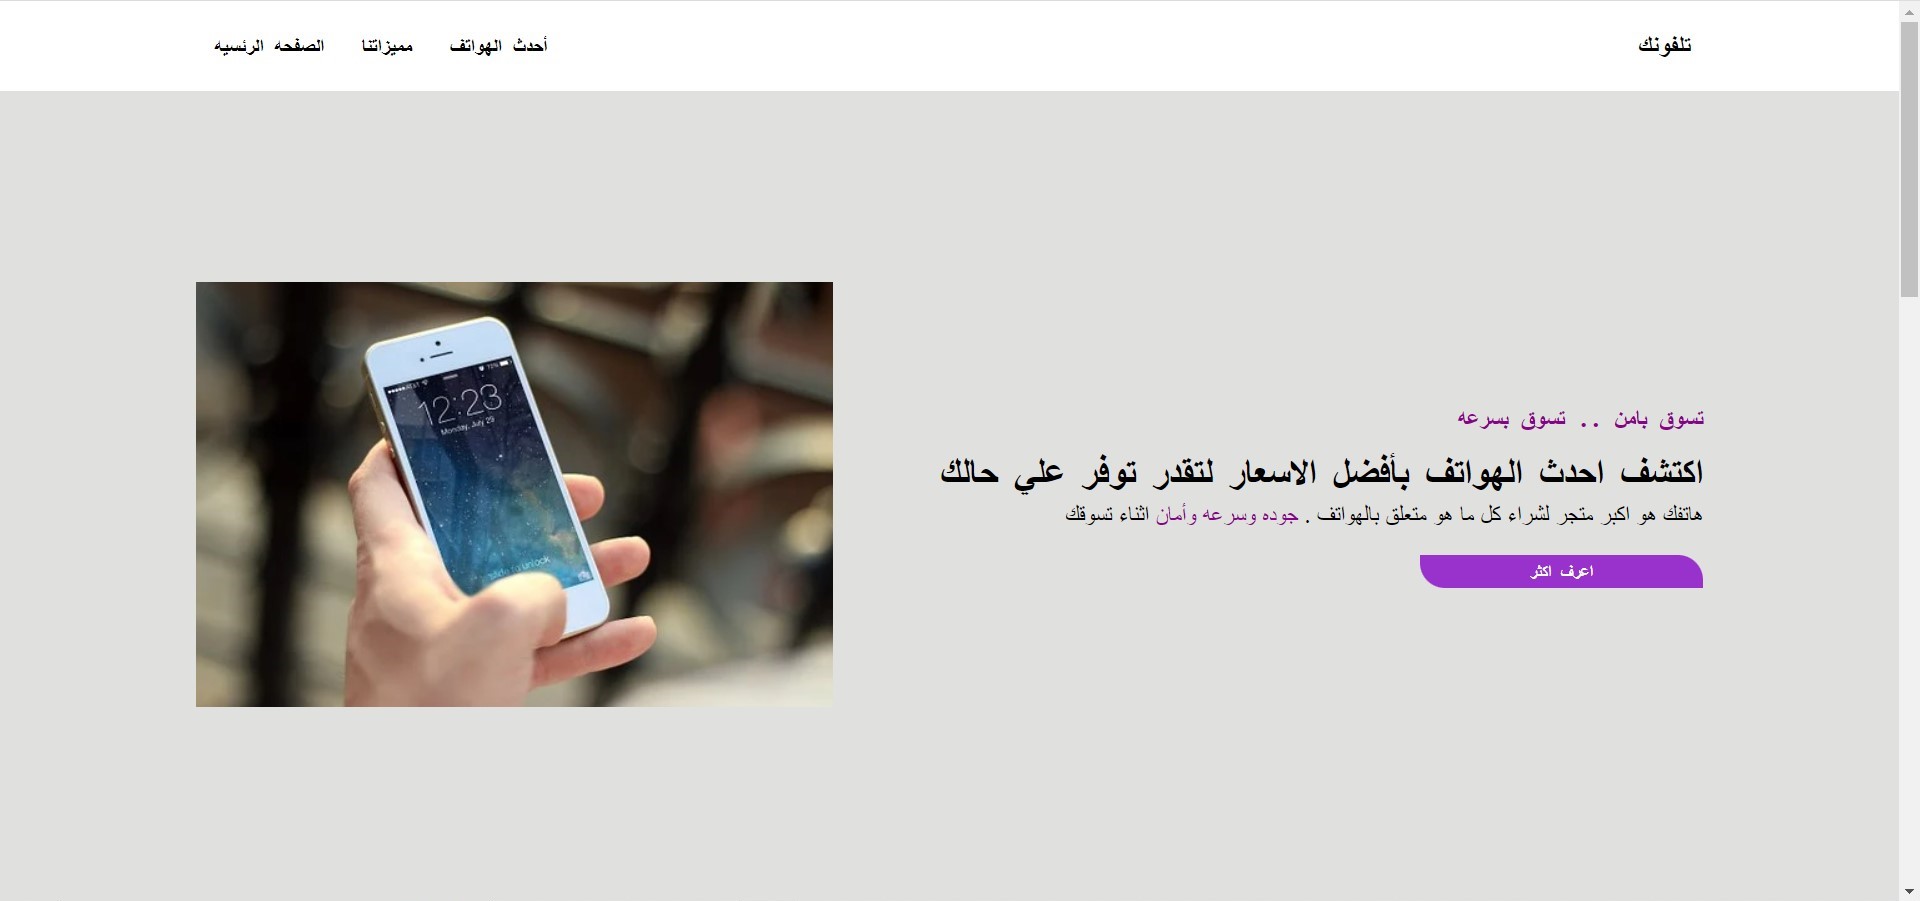 تلفونك
أحدث الهواتف
مميزاتنا
الصفحه الرئسيه
تسوق بامن .. تسوق بسرعه
اكتشف احدث الهواتف بأفضل الاسعار لتقدر توفر علي حالك
هاتفك هو اكبر متجر لشراء كل ما هو متعلق بالهواتف . جوده وسرعه وأمان اثناء تسوقك
اعرف اكثر
12:23
Monday, July 29
slide to unlock